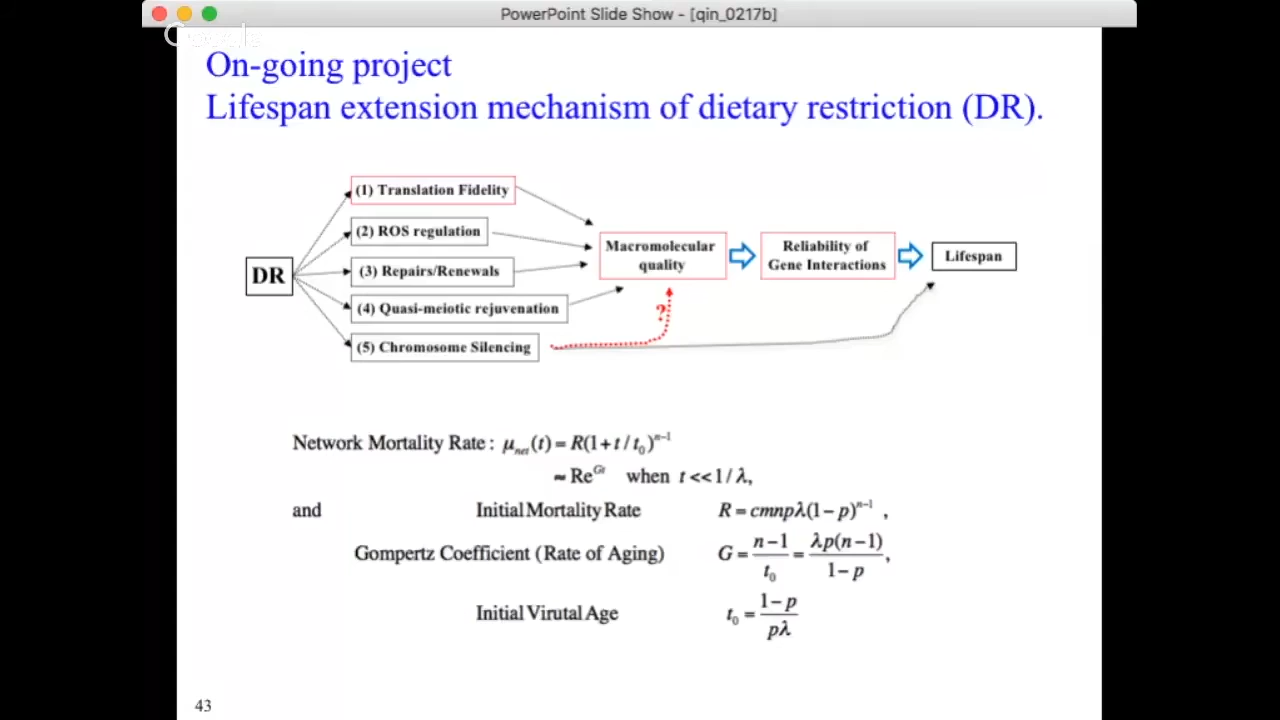 PowerPoint Slide Show - [qin_0217b]
Google
On-going project
Lifespan extension mechanism of dietary restriction (DR).
DR
(1) Translation Fidelity
(2) ROS regulation
(3) Repairs/Renewals
(4) Quasi-meiotic rejuvenation
(5) Chromosome Silencing
?
Macromolecular
quality
Reliability of
Gene Interactions
Lifespan
Network Mortality Rate: μ_net(t) = R(1+t/t₀)ⁿ⁻¹
≈ Re^Gt when t<<1/λ,
and Initial Mortality Rate R = cmnpλ(1−p)ⁿ⁻¹ ,
Gompertz Coefficient (Rate of Aging) G = (n−1)/t₀ = λp(n−1)/(1−p),
Initial Virutal Age t₀ = (1−p)/(pλ)
43